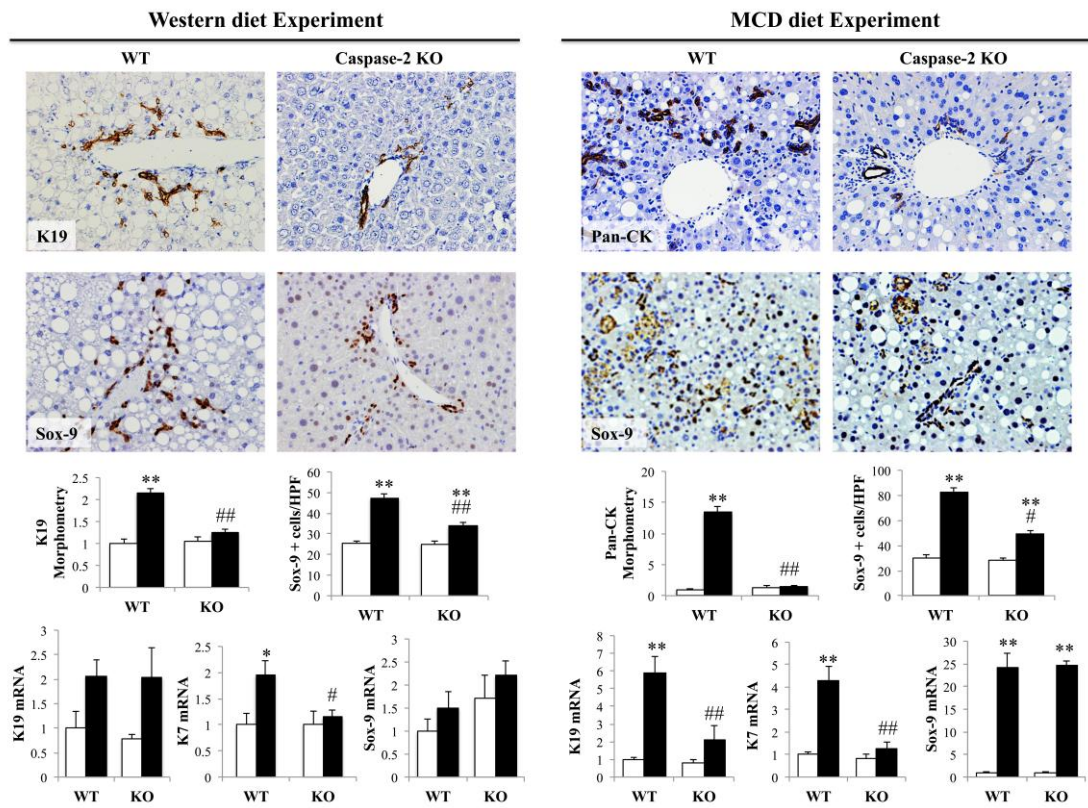 Western diet Experiment
WT
Caspase-2 KO
K19
Sox-9
K19
Morphometry
2.5
2
1.5
1
0.5
0
**
##
WT
KO
Sox-9 + cells/HPF
60
50
40
30
20
10
0
**
**
##
WT
KO
K19 mRNA
3
2.5
2
1.5
1
0.5
0
WT
KO
K7 mRNA
2.5
2
1.5
1
0.5
0
*
#
WT
KO
Sox-9 mRNA
3
2.5
2
1.5
1
0.5
0
WT
KO
MCD diet Experiment
WT
Caspase-2 KO
Pan-CK
Sox-9
Pan-CK
Morphometry
20
15
10
5
0
**
##
WT
KO
Sox-9 + cells/HPF
100
80
60
40
20
0
**
**
#
WT
KO
K19 mRNA
8
7
6
5
4
3
2
1
0
**
##
WT
KO
K7 mRNA
6
5
4
3
2
1
0
**
##
WT
KO
Sox-9 mRNA
30
25
20
15
10
5
0
**
**
WT
KO